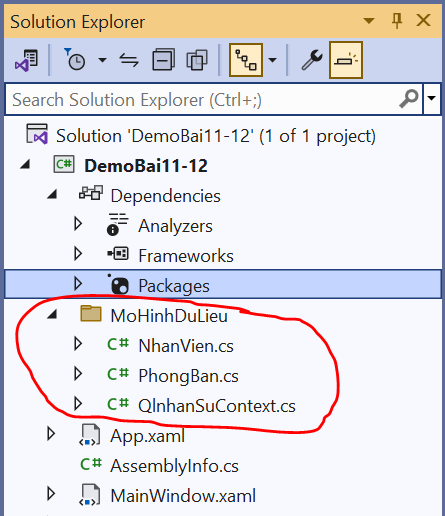 Solution Explorer
Search Solution Explorer (Ctrl+;)
Solution 'DemoBai11-12' (1 of 1 project)
C# DemoBai11-12
Dependencies
Analyzers
Frameworks
Packages
MoHinhDuLieu
C# NhanVien.cs
C# PhongBan.cs
C# QlnhanSuContext.cs
App.xaml
C# AssemblyInfo.cs
MainWindow.xaml